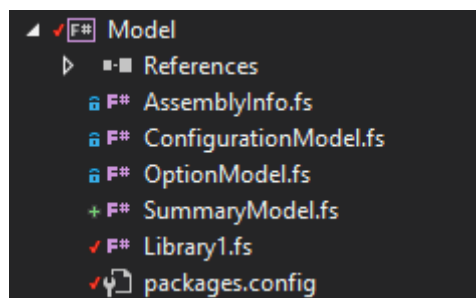 F# Model
References
F# AssemblyInfo.fs
F# ConfigurationModel.fs
F# OptionModel.fs
F# SummaryModel.fs
F# Library1.fs
packages.config